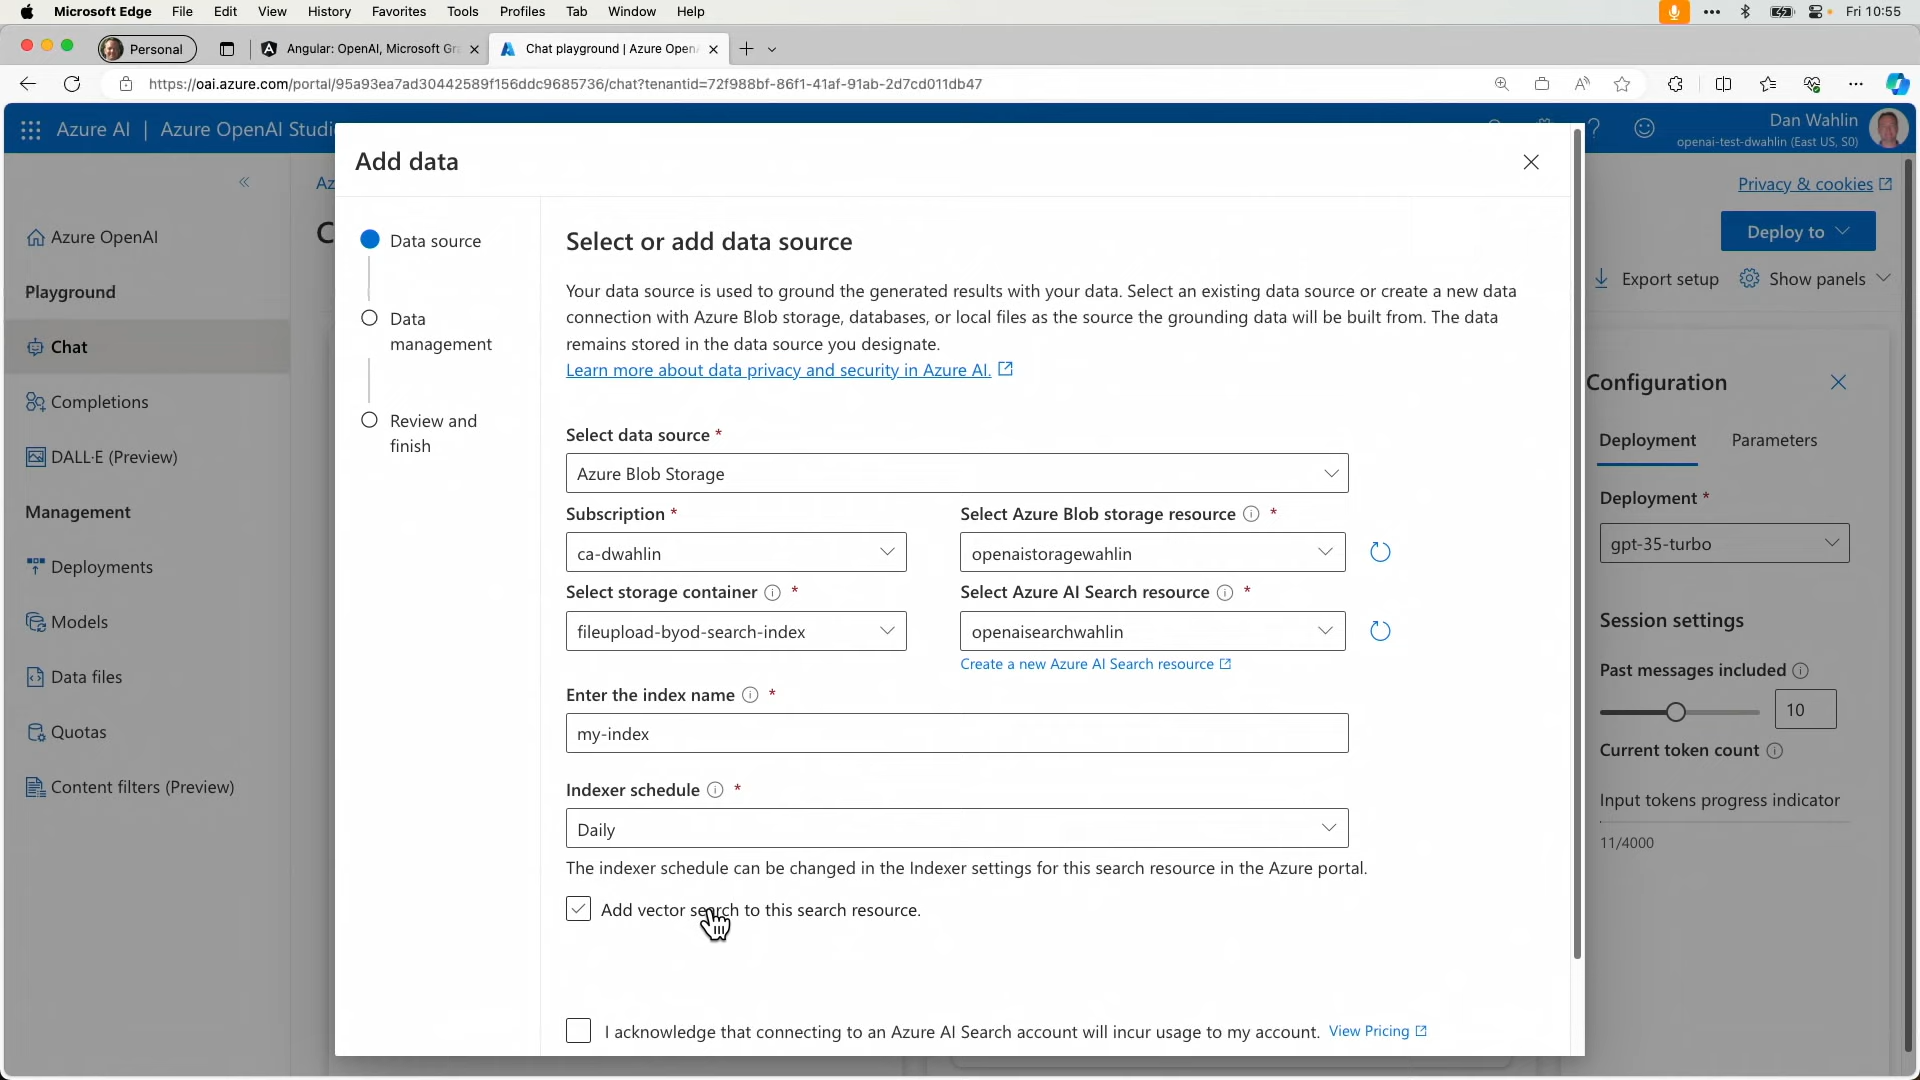 Microsoft Edge File Edit View History Favorites Tools Profiles Tab Window Help Fri 10:55
Personal Angular: OpenAI, Microsoft Gr Chat playground | Azure Open
https://oai.azure.com/portal/95a93ea7ad30442589f156ddc9685736/chat?tenantid=72f988bf-86f1-41af-91ab-2d7cd011db47
Azure AI | Azure OpenAI Studi
Dan Wahlin
openai-test-dwahlin (East US, S0)
Az
Privacy & cookies
C
Deploy to
Export setup Show panels
Azure OpenAI
Playground
Chat
Completions
DALL·E (Preview)
Management
Deployments
Models
Data files
Quotas
Content filters (Preview)
Add data
Data source
Data
management
Review and
finish
Select or add data source
Your data source is used to ground the generated results with your data. Select an existing data source or create a new data
connection with Azure Blob storage, databases, or local files as the source the grounding data will be built from. The data
remains stored in the data source you designate.
Learn more about data privacy and security in Azure AI.
Select data source *
Azure Blob Storage
Subscription * Select Azure Blob storage resource *
ca-dwahlin openaistoragewahlin
Select storage container * Select Azure AI Search resource *
fileupload-byod-search-index openaisearchwahlin
Create a new Azure AI Search resource
Enter the index name *
my-index
Indexer schedule *
Daily
The indexer schedule can be changed in the Indexer settings for this search resource in the Azure portal.
Add vector search to this search resource.
I acknowledge that connecting to an Azure AI Search account will incur usage to my account. View Pricing
Configuration
Deployment Parameters
Deployment *
gpt-35-turbo
Session settings
Past messages included
10
Current token count
Input tokens progress indicator
11/4000